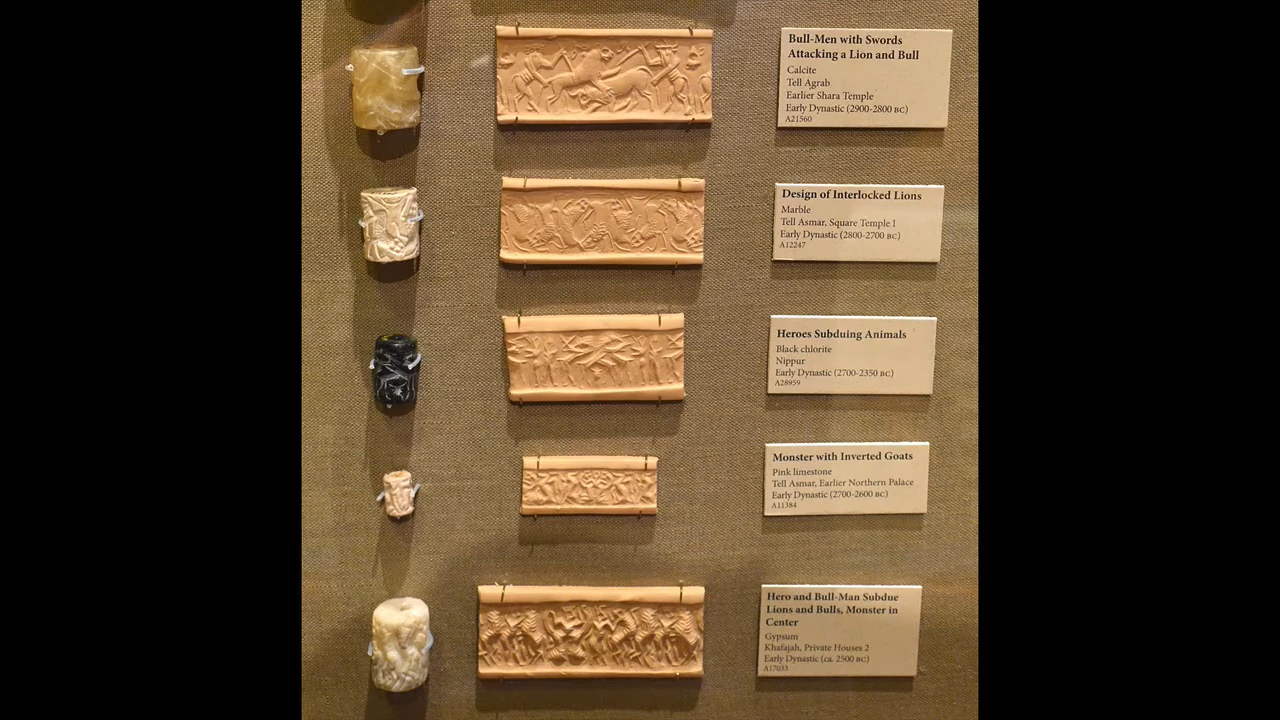 Bull-Men with Swords
Attacking a Lion and Bull
Calcite
Tell Agrab
Earlier Shara Temple
Early Dynastic (2900-2800 BC)
A21560
Design of Interlocked Lions
Marble
Tell Asmar, Square Temple I
Early Dynastic (2800-2700 BC)
A12247
Heroes Subduing Animals
Black chlorite
Nippur
Early Dynastic (2700-2350 BC)
A28959
Monster with Inverted Goats
Pink limestone
Tell Asmar, Earlier Northern Palace
Early Dynastic (2700-2600 BC)
A11384
Hero and Bull-Man Subdue
Lions and Bulls, Monster in
Center
Gypsum
Khafajah, Private Houses 2
Early Dynastic (ca. 2500 BC)
A17033